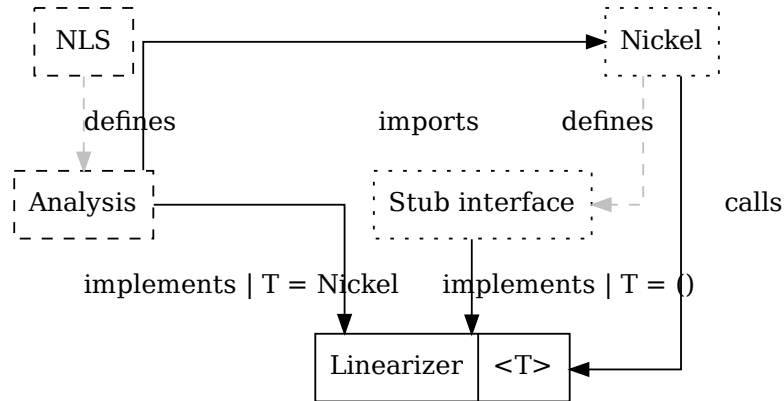 NLS
Nickel
defines
imports
defines
Analysis
Stub interface
calls
implements | T = Nickel
implements | T = ()
Linearizer
<T>